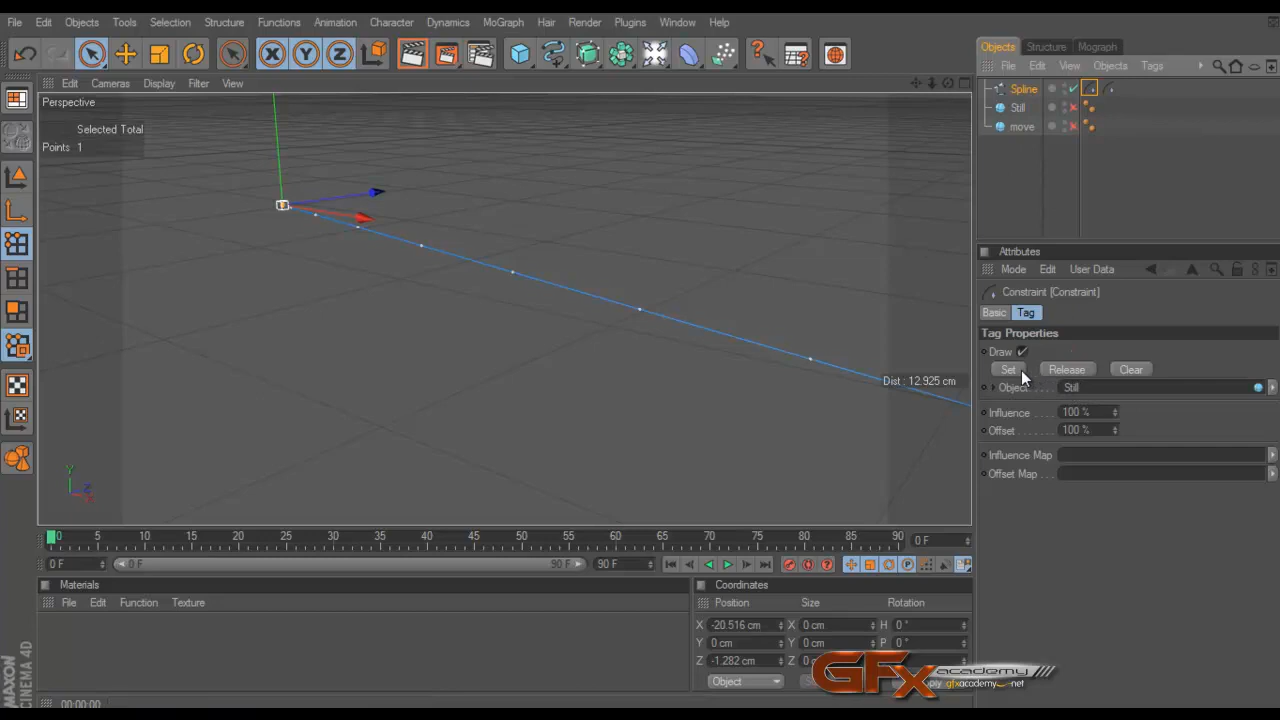 File Edit Objects Tools Selection Structure Functions Animation Character Dynamics MoGraph Hair Render Plugins Window Help
Objects Structure Mograph
File Edit View Objects Tags
Edit Cameras Display Filter View
Perspective
Selected Total
Points 1
Dist : 12.925 cm
Y
Spline
Still
move
Attributes
Mode Edit User Data
Constraint [Constraint]
Basic Tag
Tag Properties
Draw
Set Release Clear
Object Still
Influence 100 %
Offset 100 %
Influence Map
Offset Map
0 5 10 15 20 25 30 35 40 45 50 55 60 65 70 75 80 85 90 0 F
0 F 0 F 90 F 90 F
Materials
File Edit Function Texture
Coordinates
Position Size Rotation
X -20.516 cm X 0 cm H 0 °
Y 0 cm Y 0 cm P 0 °
Z -1.282 cm Z
Object
GFX academy
gfxacademy.net
MAXON
CINEMA 4D
00:00:00